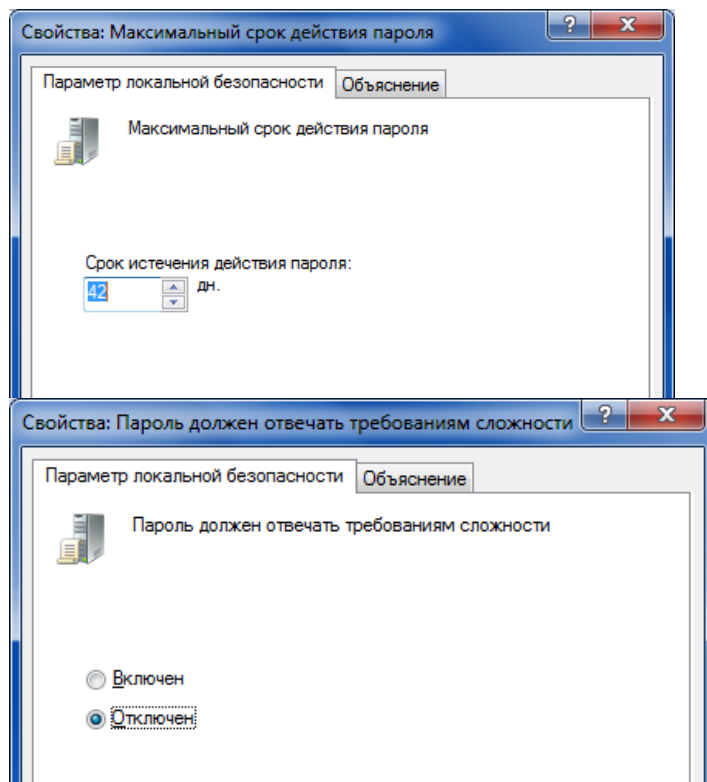 Свойства: Максимальный срок действия пароля
Параметр локальной безопасности Объяснение
Максимальный срок действия пароля
Срок истечения действия пароля:
42 дн.
Свойства: Пароль должен отвечать требованиям сложности
Параметр локальной безопасности Объяснение
Пароль должен отвечать требованиям сложности
Включен
Отключен